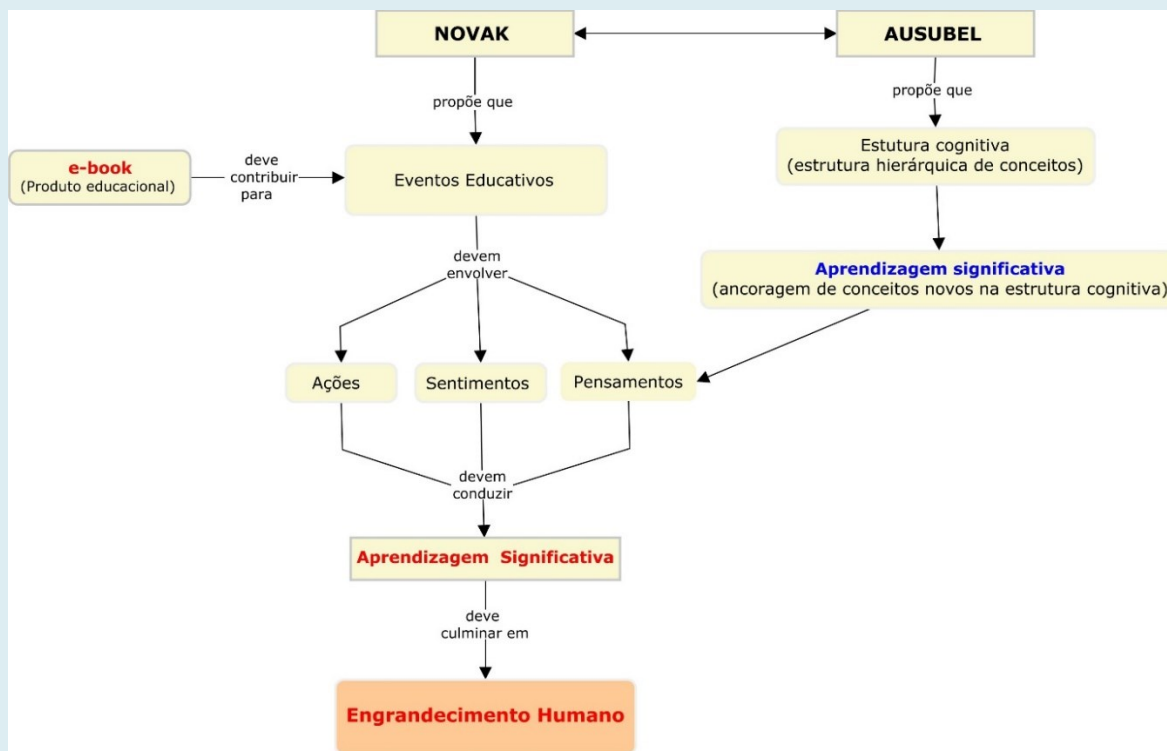 NOVAK
AUSUBEL
propõe que
propõe que
e-book
(Produto educacional)
deve
contribuir
para
Eventos Educativos
Estutura cognitiva
(estrutura hierárquica de conceitos)
devem
envolver
Aprendizagem significativa
(ancoragem de conceitos novos na estrutura cognitiva)
Ações
Sentimentos
Pensamentos
devem
conduzir
Aprendizagem Significativa
deve
culminar em
Engrandecimento Humano